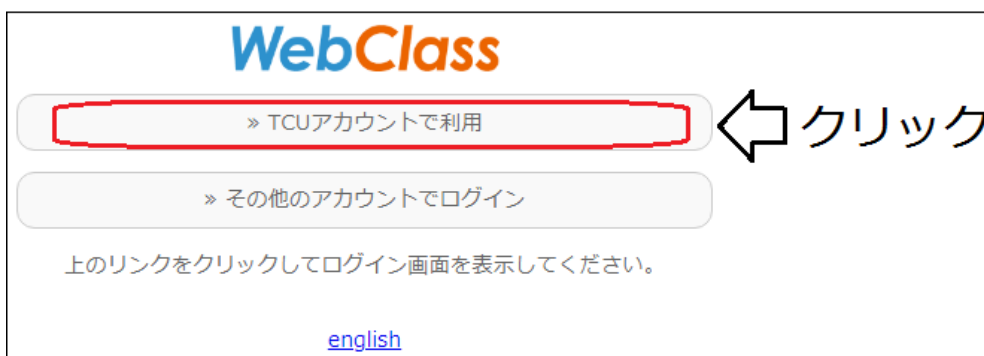 WebClass
» TCUアカウントで利用
クリック
» その他のアカウントでログイン
上のリンクをクリックしてログイン画面を表示してください。
english